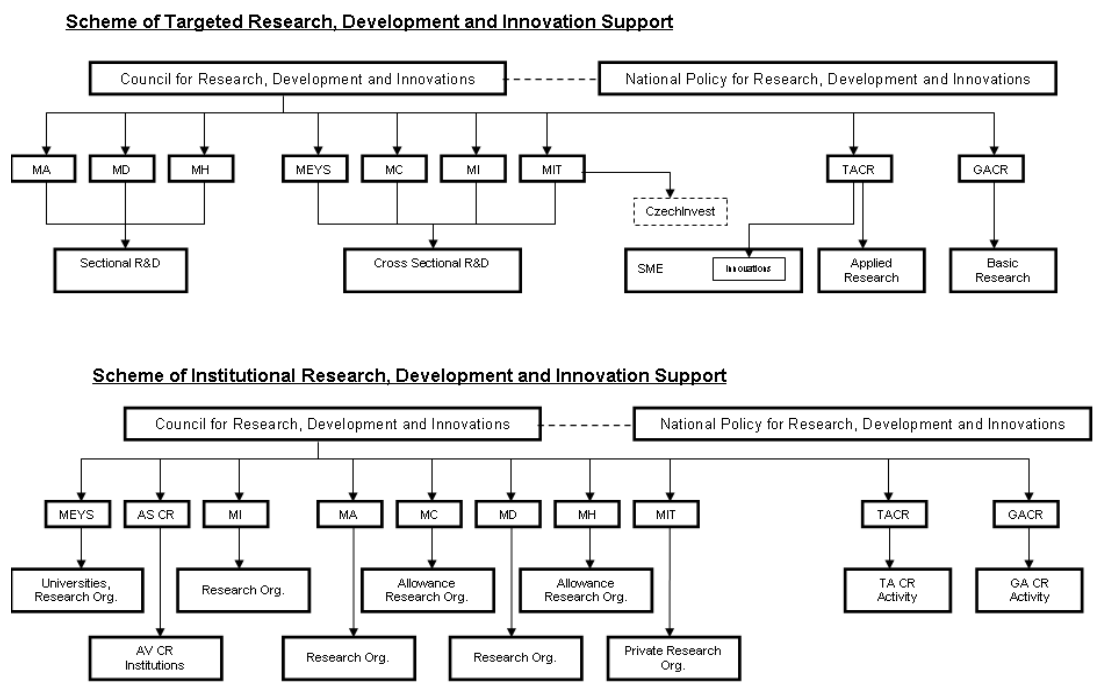 Scheme of Targeted Research, Development and Innovation Support
Council for Research, Development and Innovations
National Policy for Research, Development and Innovations
MA
MD
MH
MEYS
MC
MI
MIT
TACR
GACR
CzechInvest
Sectional R&D
Cross Sectional R&D
SME
Innovations
Applied
Research
Basic
Research
Scheme of Institutional Research, Development and Innovation Support
Council for Research, Development and Innovations
National Policy for Research, Development and Innovations
MEYS
AS CR
MI
MA
MC
MD
MH
MIT
TACR
GACR
Universities,
Research Org.
Research Org.
Allowance
Research Org.
Allowance
Research Org.
TA CR
Activity
GA CR
Activity
AV CR
Institutions
Research Org.
Research Org.
Private Research
Org.